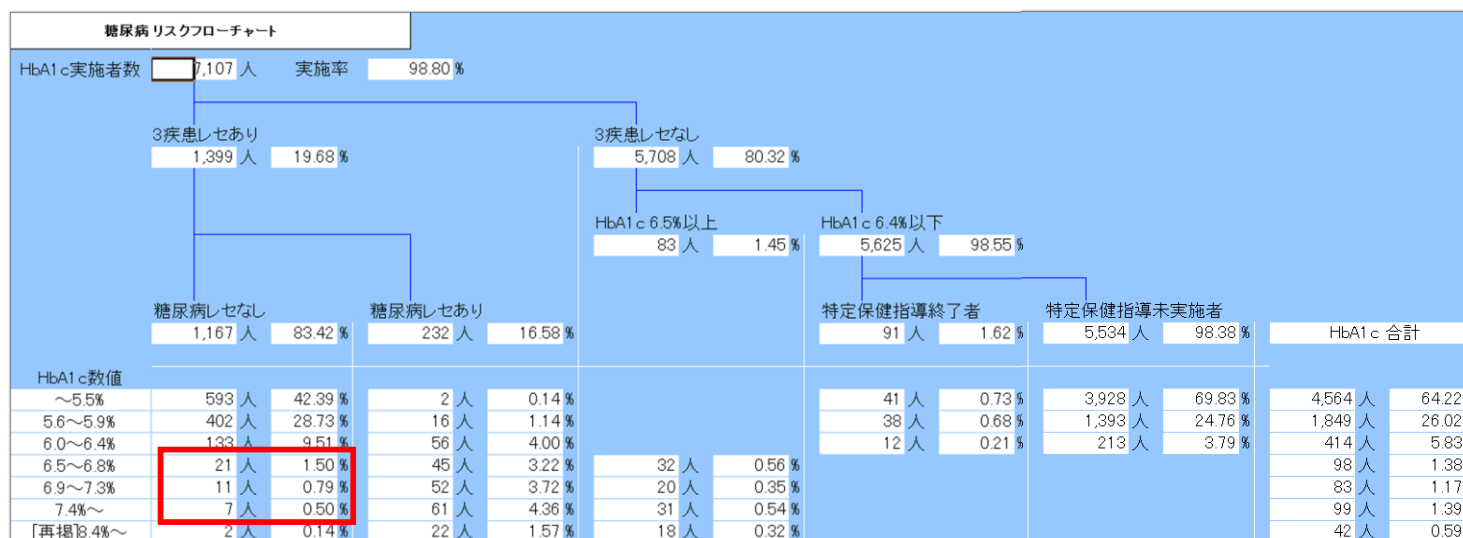 糖尿病 リスクフローチャート
HbA1c実施者数 7,107 人 実施率 98.80 %
3疾患レセあり 3疾患レセなし
1,399 人 19.68 % 5,708 人 80.32 %
HbA1c 6.5%以上 HbA1c 6.4%以下
83 人 1.45 % 5,625 人 98.55 %
糖尿病レセなし 糖尿病レセあり 特定保健指導終了者 特定保健指導未実施者
1,167 人 83.42 % 232 人 16.58 % 91 人 1.62 % 5,534 人 98.38 % HbA1c 合計
HbA1c数値
～5.5% 593 人 42.39 % 2 人 0.14 % 41 人 0.73 % 3,928 人 69.83 % 4,564 人 64.22
5.6～5.9% 402 人 28.73 % 16 人 1.14 % 38 人 0.68 % 1,393 人 24.76 % 1,849 人 26.02
6.0～6.4% 133 人 9.51 % 56 人 4.00 % 12 人 0.21 % 213 人 3.79 % 414 人 5.83
6.5～6.8% 21 人 1.50 % 45 人 3.22 % 32 人 0.56 % 98 人 1.38
6.9～7.3% 11 人 0.79 % 52 人 3.72 % 20 人 0.35 % 83 人 1.17
7.4%～ 7 人 0.50 % 61 人 4.36 % 31 人 0.54 % 99 人 1.39
[再掲]8.4%～ 2 人 0.14 % 22 人 1.57 % 18 人 0.32 % 42 人 0.59